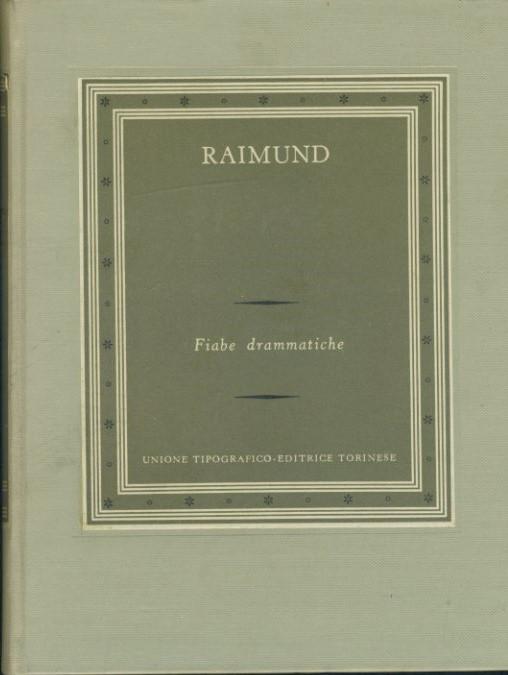 RAIMUND
Fiabe drammatiche
UNIONE TIPOGRAFICO-EDITRICE TORINESE